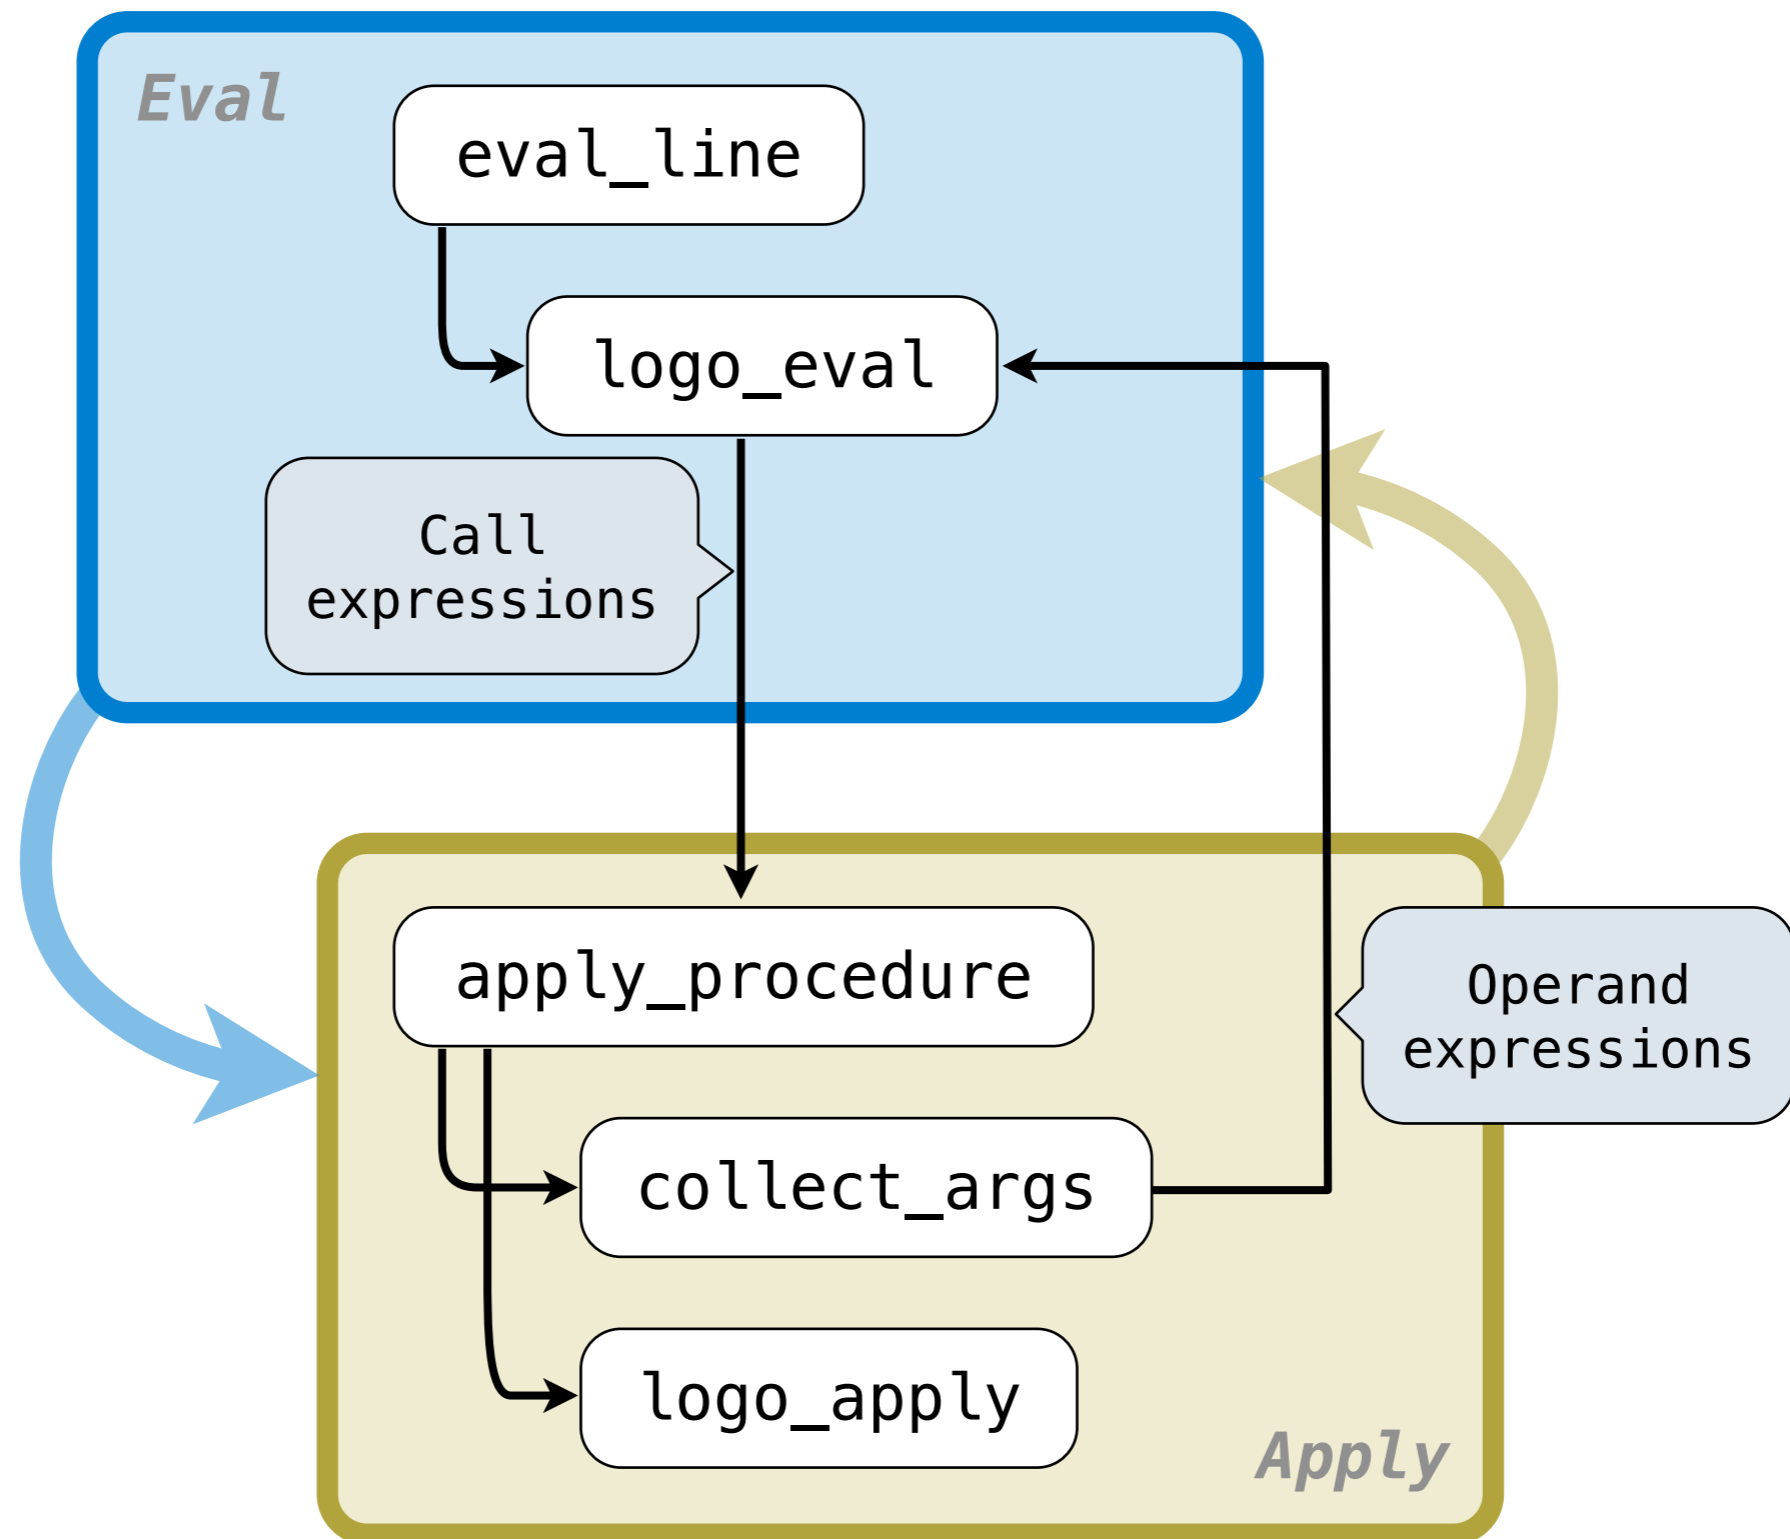 Eval
eval_line
logo_eval
Call
expressions
apply_procedure
Operand
expressions
collect_args
logo_apply
Apply